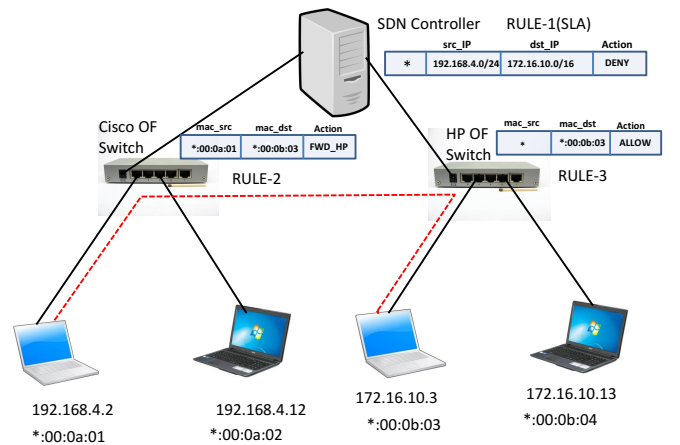 SDN Controller RULE-1(SLA)
src_IP dst_IP Action
* 192.168.4.0/24 172.16.10.0/16 DENY
Cisco OF
Switch
mac_src mac_dst Action
*:00:0a:01 *:00:0b:03 FWD_HP
RULE-2
HP OF
Switch
mac_src mac_dst Action
* *:00:0b:03 ALLOW
RULE-3
192.168.4.2
*:00:0a:01
192.168.4.12
*:00:0a:02
172.16.10.3
*:00:0b:03
172.16.10.13
*:00:0b:04